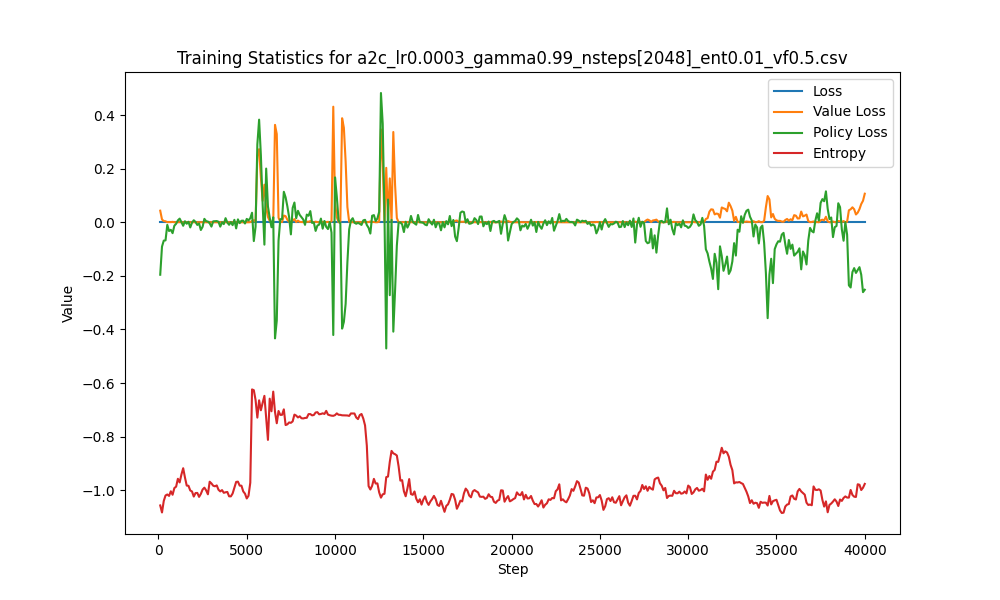 Training Statistics for a2c_lr0.0003_gamma0.99_nsteps[2048]_ent0.01_vf0.5.csv
Loss
Value Loss
Policy Loss
Entropy
Value
0.4
0.2
0.0
−0.2
−0.4
−0.6
−0.8
−1.0
0 5000 10000 15000 20000 25000 30000 35000 40000
Step